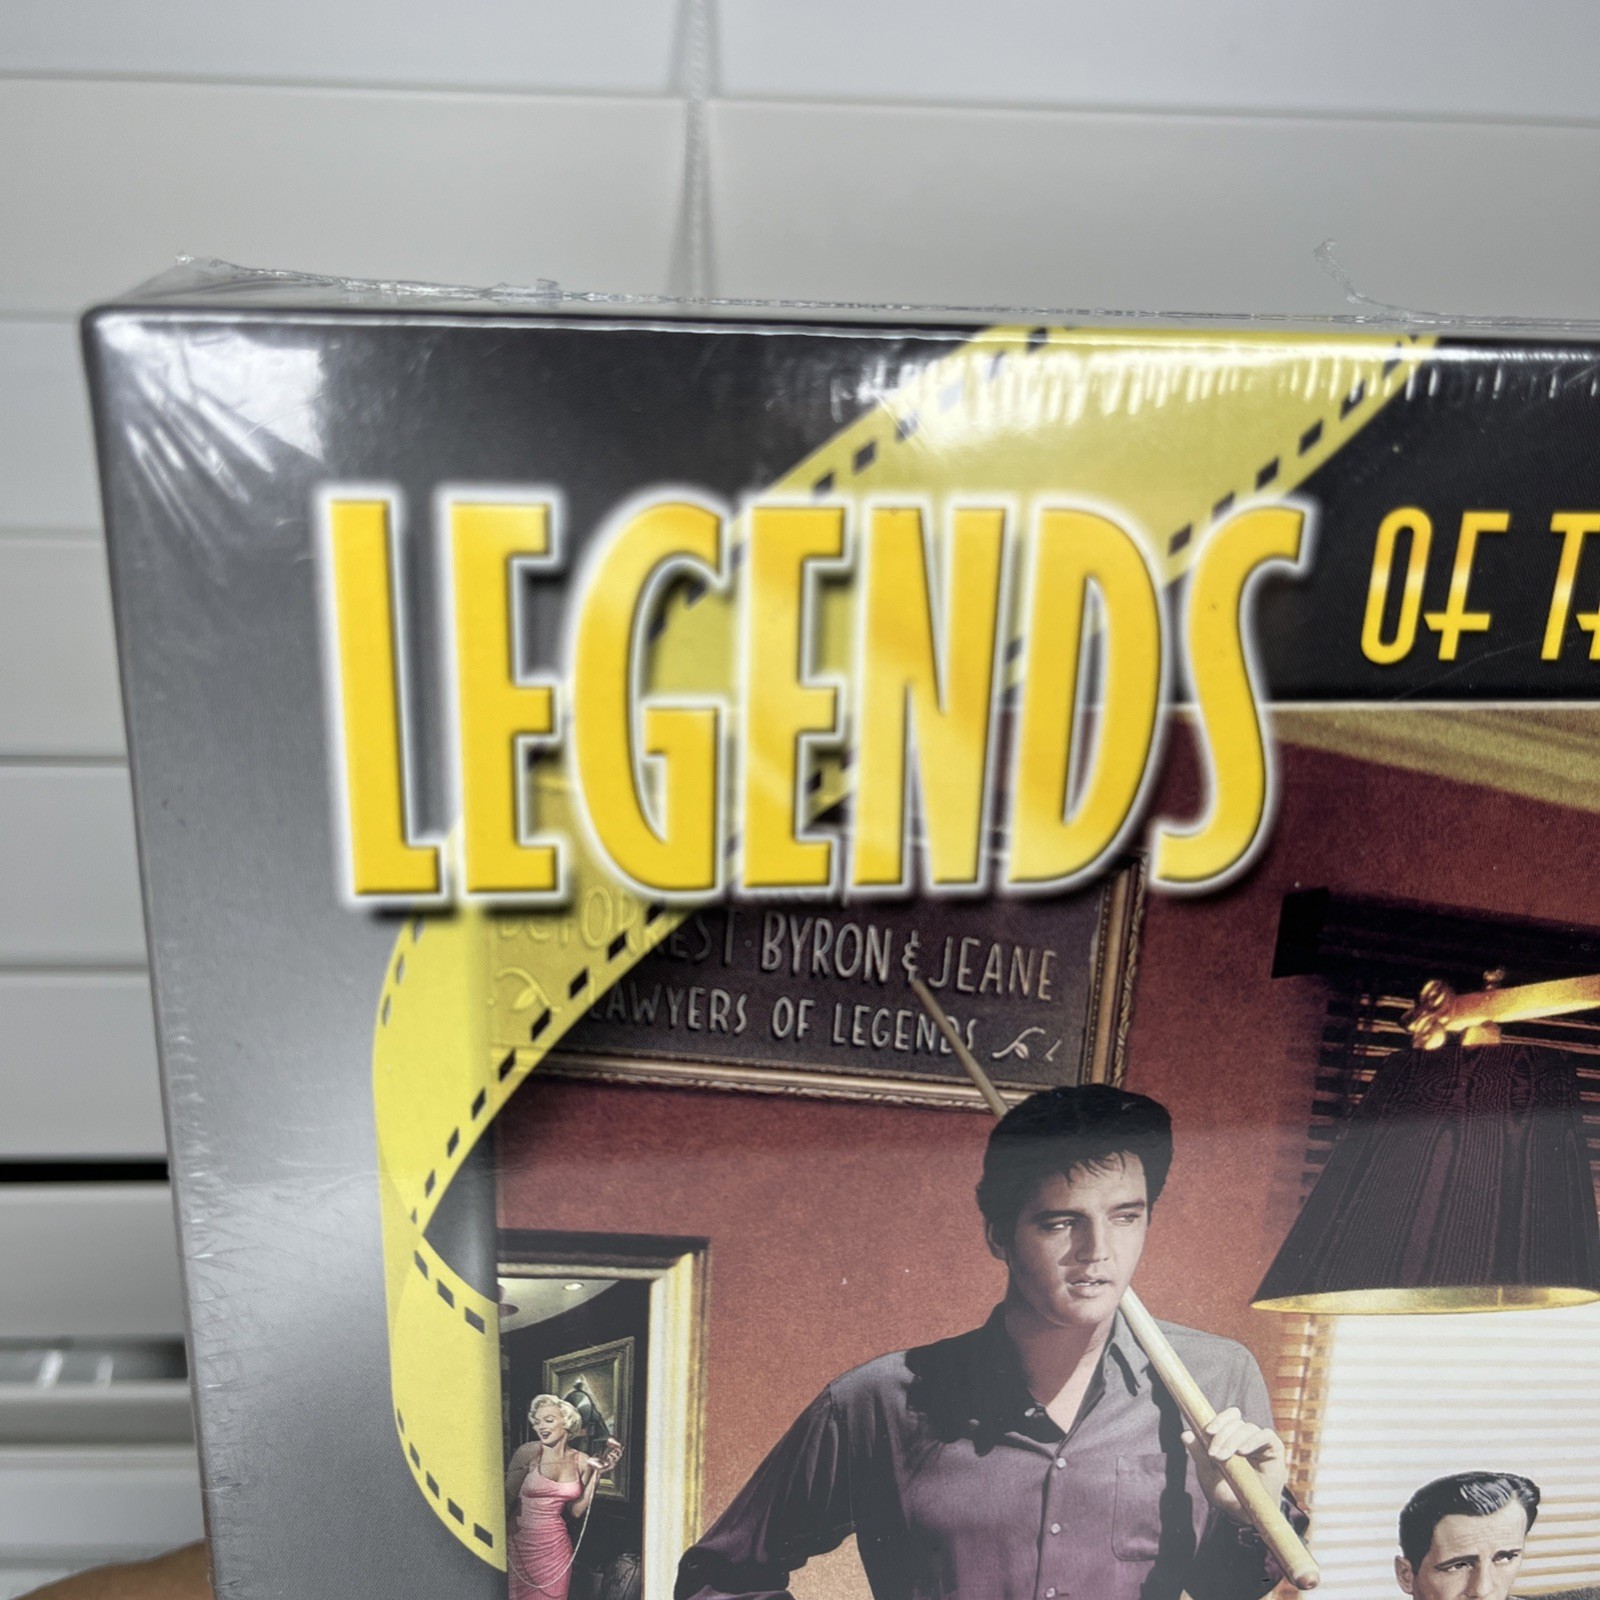 LEGENDS OF T
BYRON & JEANE
LAWYERS OF LEGENDS